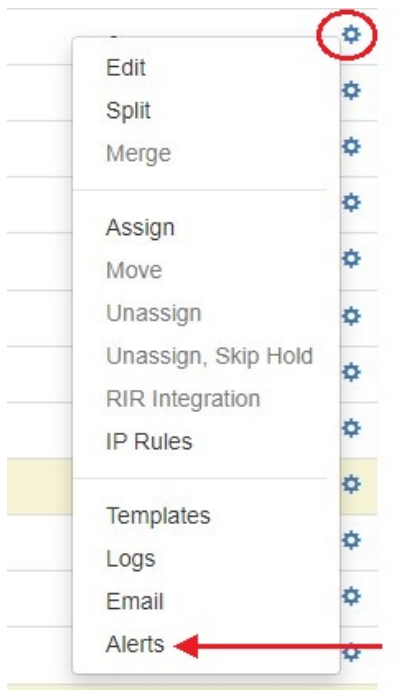 Edit
Split
Merge
Assign
Move
Unassign
Unassign, Skip Hold
RIR Integration
IP Rules
Templates
Logs
Email
Alerts